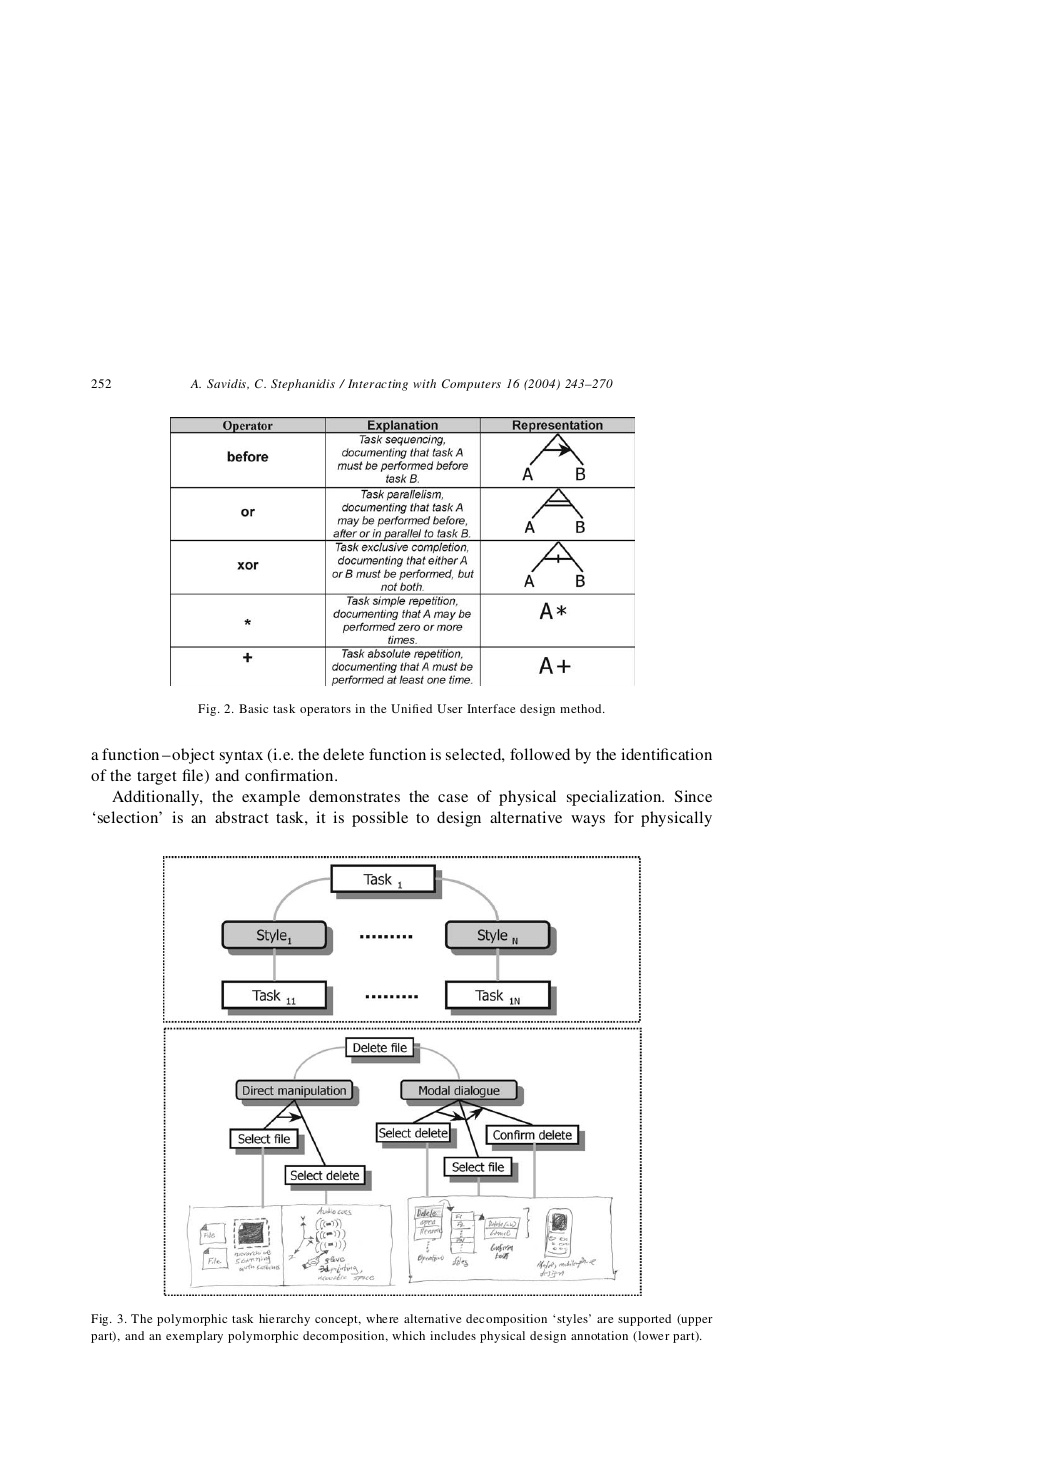 252 A. Savidis, C. Stephanidis / Interacting with Computers 16 (2004) 243–270
Operator Explanation Representation
before
Task sequencing,
documenting that task A
must be performed before
task B.
A B
or
Task parallelism,
documenting that task A
may be performed before,
after or in parallel to task B.
A B
xor
Task exclusive completion,
documenting that either A
or B must be performed, but
not both.
A B
*
Task simple repetition,
documenting that A may be
performed zero or more
times.
A*
+
Task absolute repetition,
documenting that A must be
performed at least one time.
A+
Fig. 2. Basic task operators in the Unified User Interface design method.
a function–object syntax (i.e. the delete function is selected, followed by the identification
of the target file) and confirmation.
Additionally, the example demonstrates the case of physical specialization. Since
‘selection’ is an abstract task, it is possible to design alternative ways for physically
Task 1
Style1 ......... Style N
Task 11 ......... Task 1N
Delete file
Direct manipulation Modal dialogue
Select file Select delete Confirm delete
Select delete Select file
Audio cues
File
File
Delete
open
Fig. 3. The polymorphic task hierarchy concept, where alternative decomposition ‘styles’ are supported (upper
part), and an exemplary polymorphic decomposition, which includes physical design annotation (lower part).